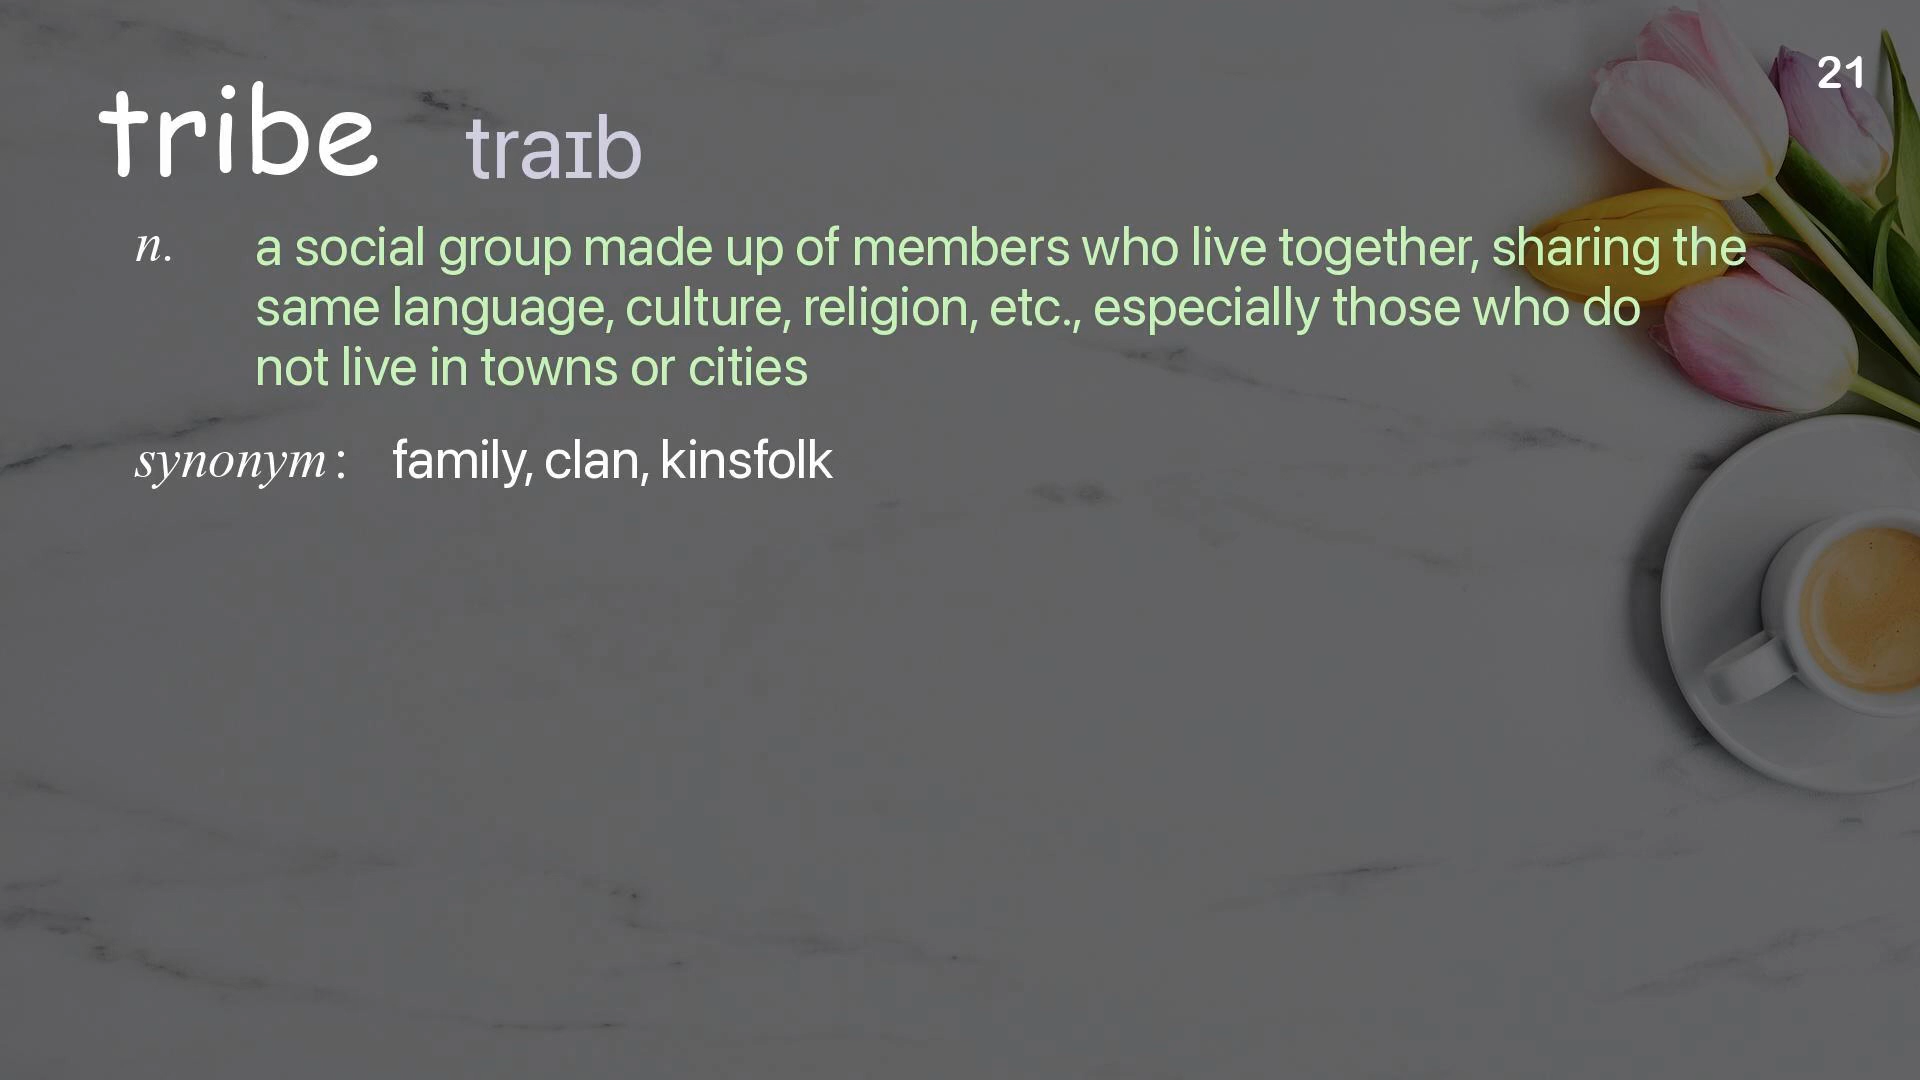 21
tribe traɪb
n. a social group made up of members who live together, sharing the
same language, culture, religion, etc., especially those who do
not live in towns or cities
synonym: family, clan, kinsfolk